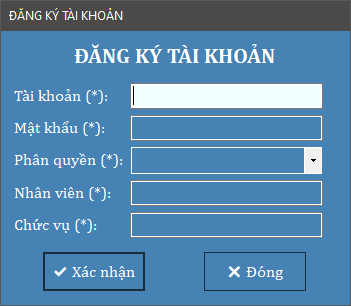 ĐĂNG KÝ TÀI KHOẢN
ĐĂNG KÝ TÀI KHOẢN
Tài khoản (*):
Mật khẩu (*):
Phân quyền (*):
Nhân viên (*):
Chức vụ (*):
Xác nhận
Đóng